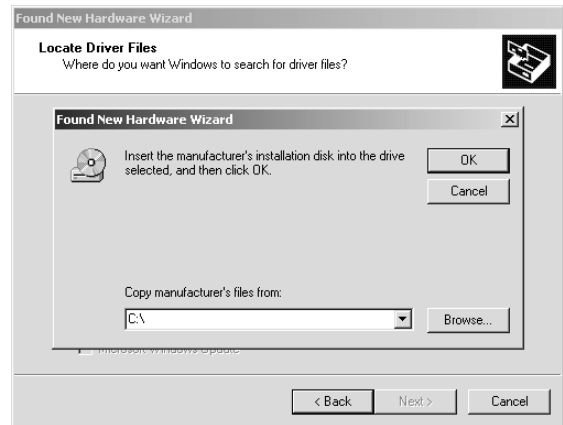 Found New Hardware Wizard
Locate Driver Files
Where do you want Windows to search for driver files?
Found New Hardware Wizard
Insert the manufacturer's installation disk into the drive
selected, and then click OK.
OK
Cancel
Copy manufacturer's files from:
C:\
Browse...
Microsoft Windows Update
< Back
Next >
Cancel